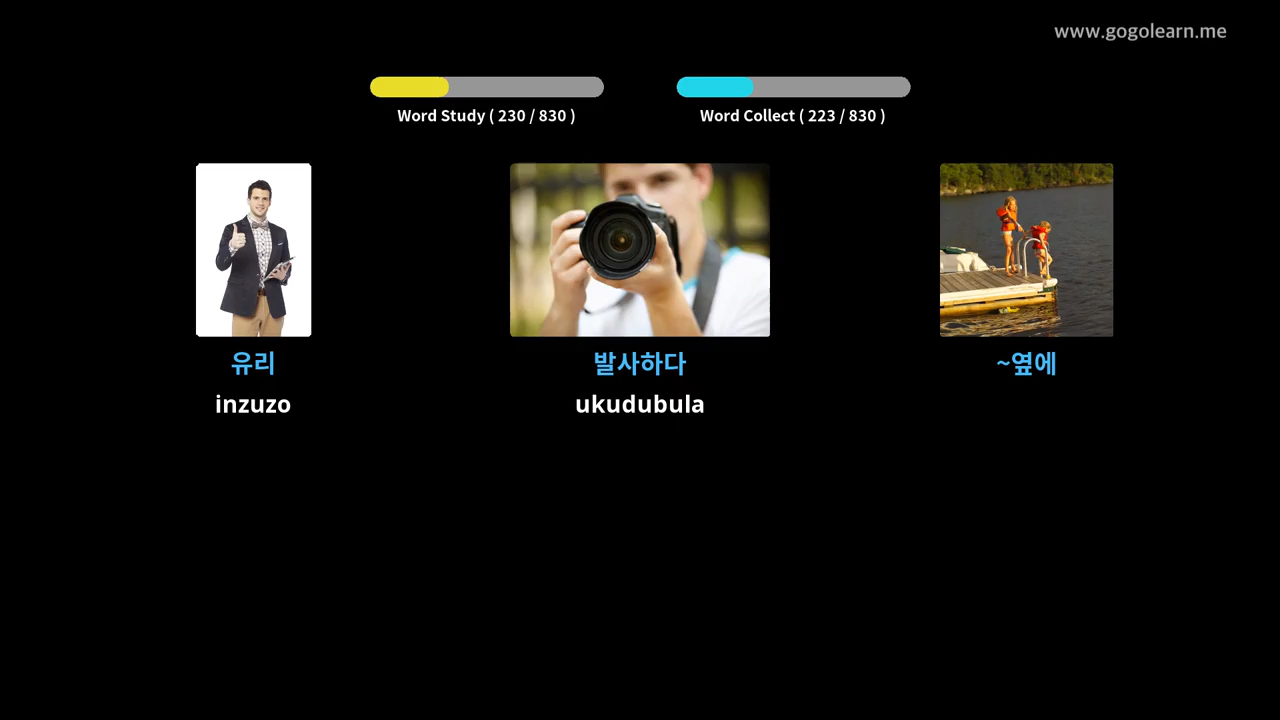 www.gogolearn.me
Word Study ( 230 / 830 )
Word Collect ( 223 / 830 )
유리
발사하다
~옆에
inzuzo
ukudubula